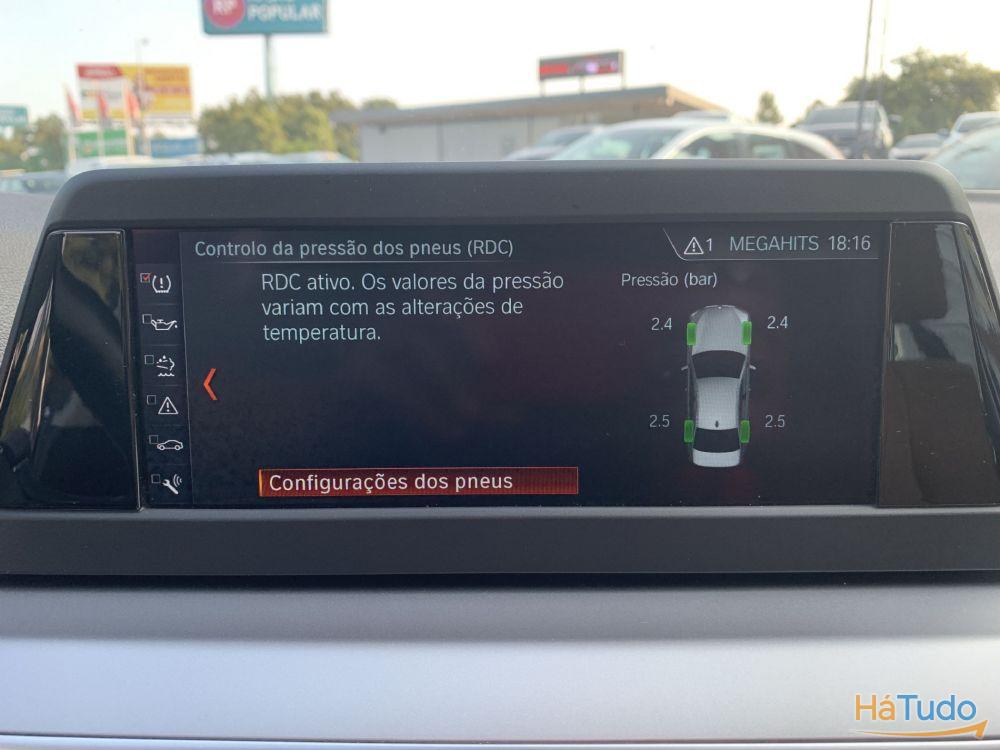 RP
POPULAR
Controlo da pressão dos pneus (RDC)
1 MEGAHITS 18:16
RDC ativo. Os valores da pressão
variam com as alterações de
temperatura.
Pressão (bar)
2.4 2.4
2.5 2.5
Configurações dos pneus
HáTudo